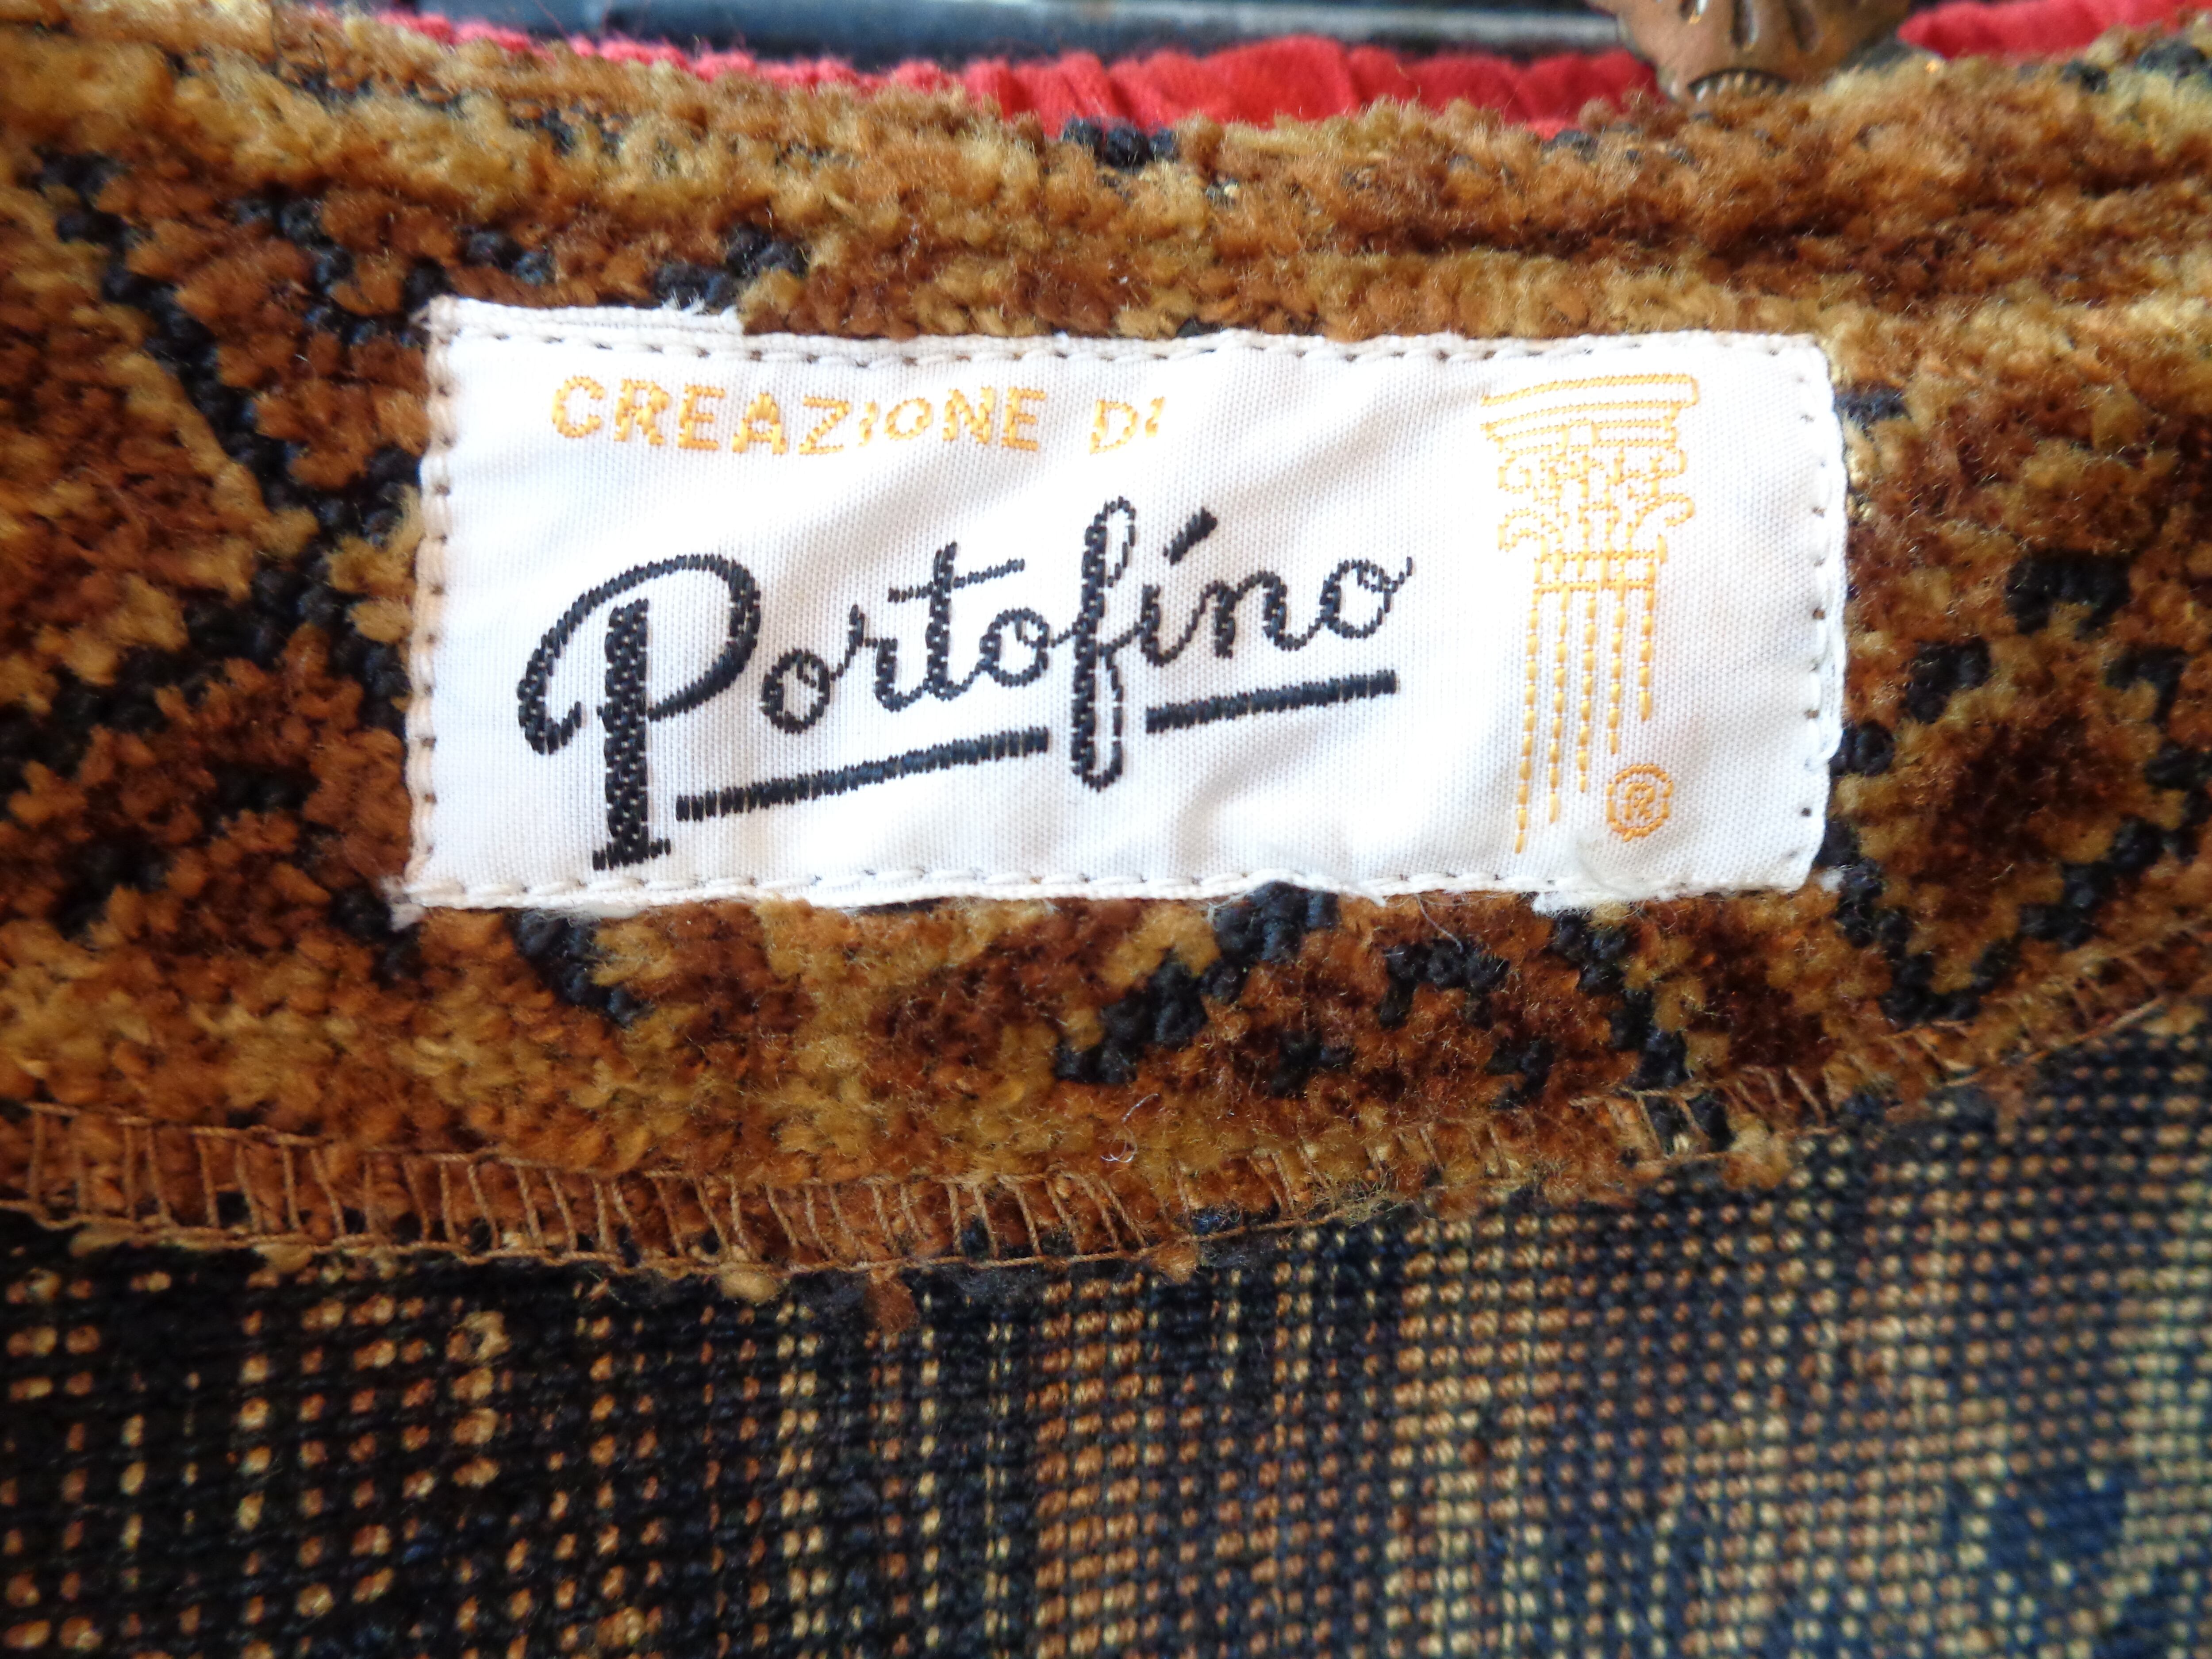 CREAZIONE Di
Portofino
®